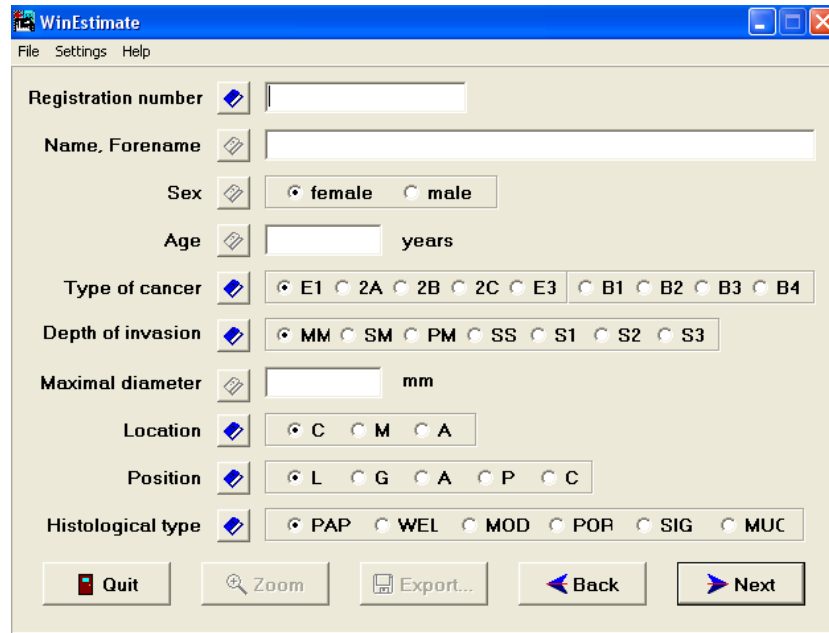 WinEstimate
File Settings Help
Registration number
Name, Forename
Sex female male
Age years
Type of cancer E1 2A 2B 2C E3 B1 B2 B3 B4
Depth of invasion MM SM PM SS S1 S2 S3
Maximal diameter mm
Location C M A
Position L G A P C
Histological type PAP WEL MOD POR SIG MUC
Quit Zoom Export... Back Next